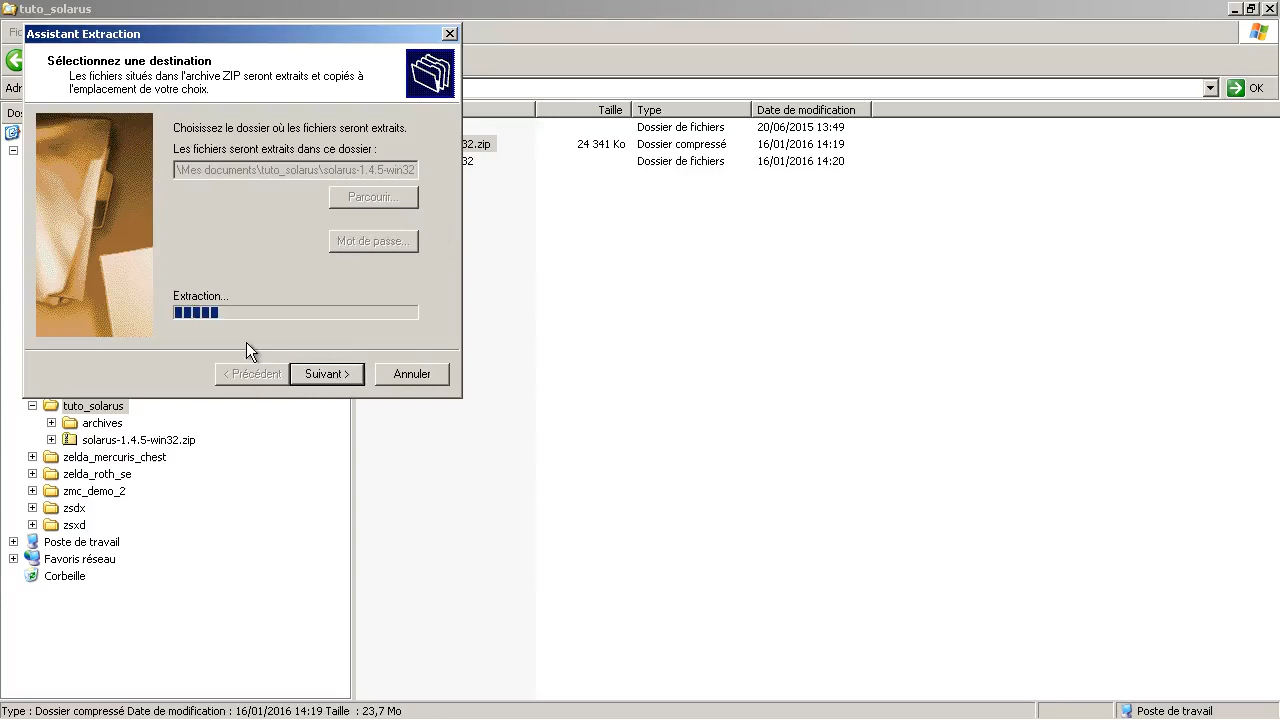 tuto_solarus
Fic
Assistant Extraction
Sélectionnez une destination
Les fichiers situés dans l'archive ZIP seront extraits et copiés à
l'emplacement de votre choix.
Adr
OK
Dos
Taille
Type
Date de modification
Choisissez le dossier où les fichiers seront extraits.
Les fichiers seront extraits dans ce dossier :
\Mes documents\tuto_solarus\solarus-1.4.5-win32
Parcourir...
Mot de passe...
Extraction...
< Précédent
Suivant >
Annuler
Dossier de fichiers 20/06/2015 13:49
32.zip 24 341 Ko Dossier compressé 16/01/2016 14:19
32 Dossier de fichiers 16/01/2016 14:20
tuto_solarus
archives
solarus-1.4.5-win32.zip
zelda_mercuris_chest
zelda_roth_se
zmc_demo_2
zsdx
zsxd
Poste de travail
Favoris réseau
Corbeille
Type : Dossier compressé Date de modification : 16/01/2016 14:19 Taille : 23,7 Mo
Poste de travail